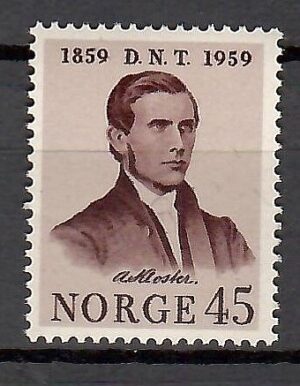 1859 D.N.T. 1959
A Kloster.
NORGE 45